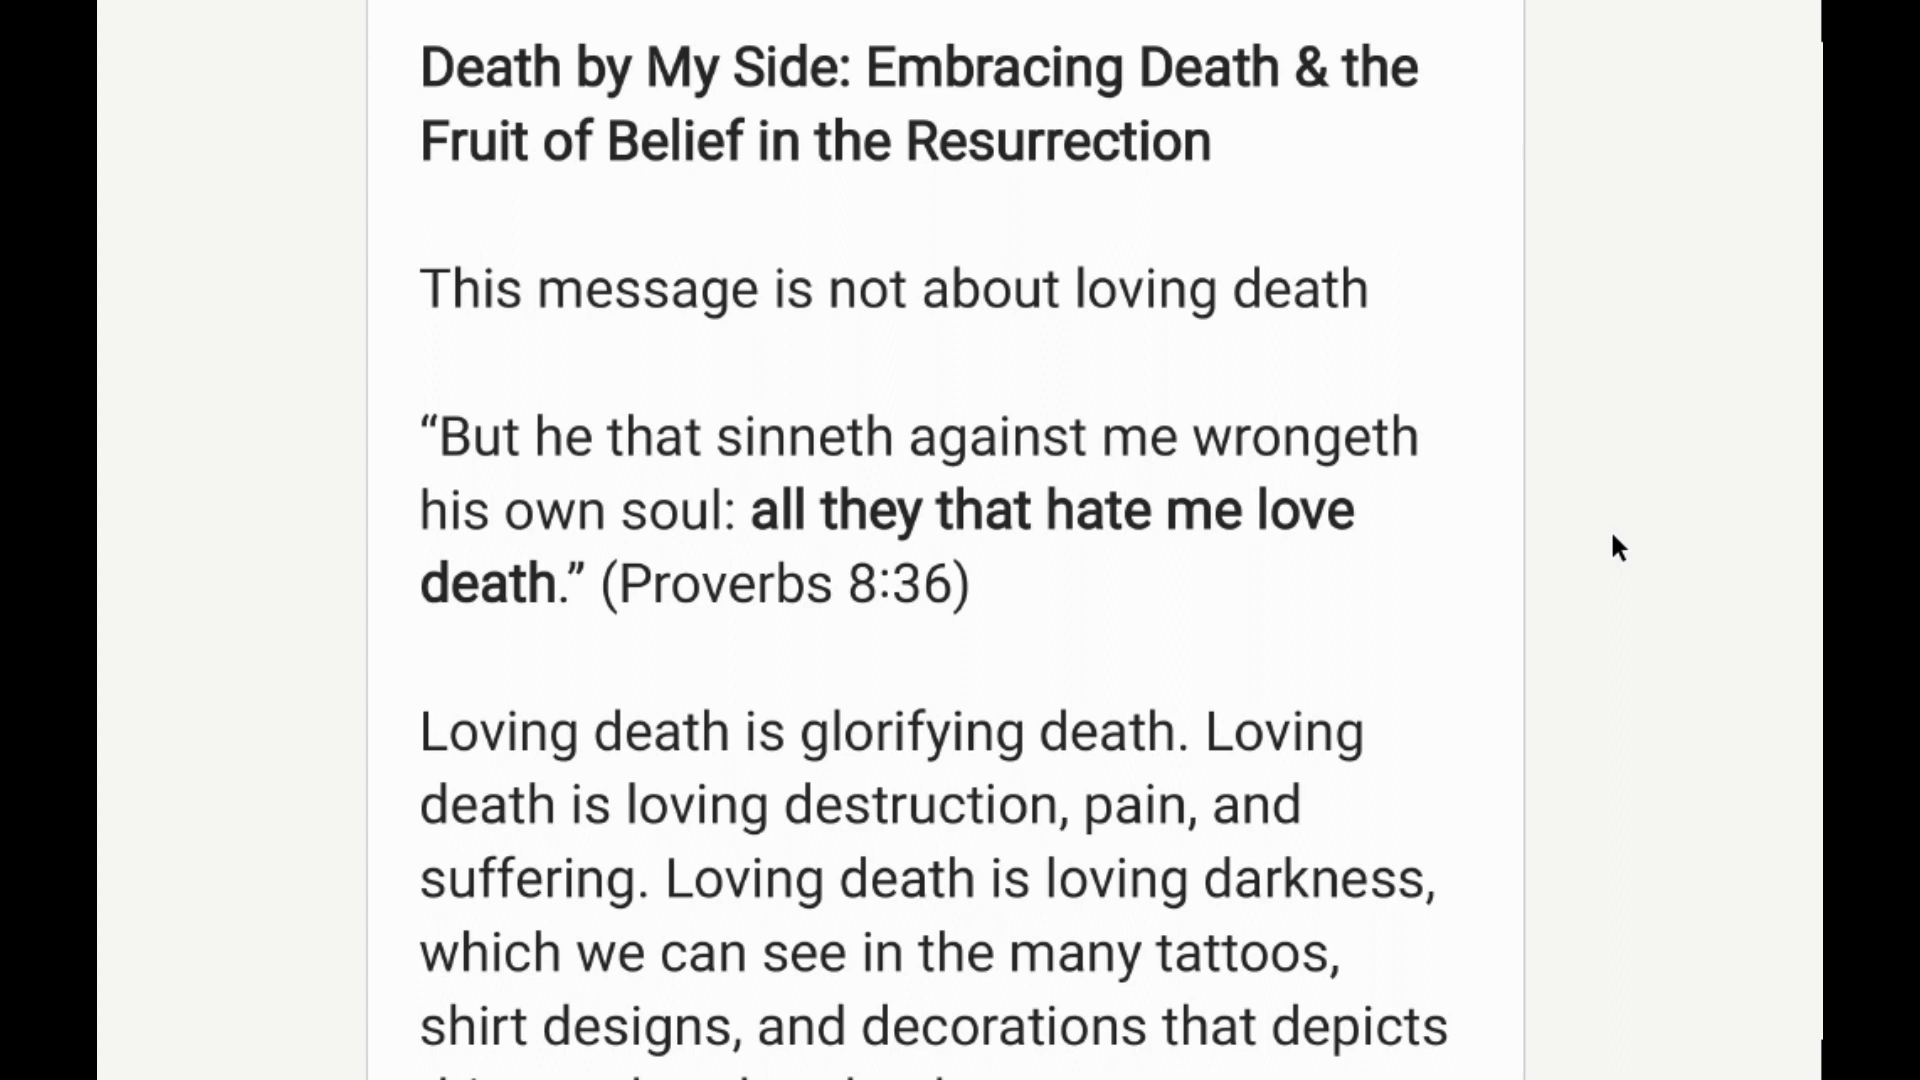 Death by My Side: Embracing Death & the
Fruit of Belief in the Resurrection
This message is not about loving death
“But he that sinneth against me wrongeth
his own soul: all they that hate me love
death.” (Proverbs 8:36)
Loving death is glorifying death. Loving
death is loving destruction, pain, and
suffering. Loving death is loving darkness,
which we can see in the many tattoos,
shirt designs, and decorations that depicts